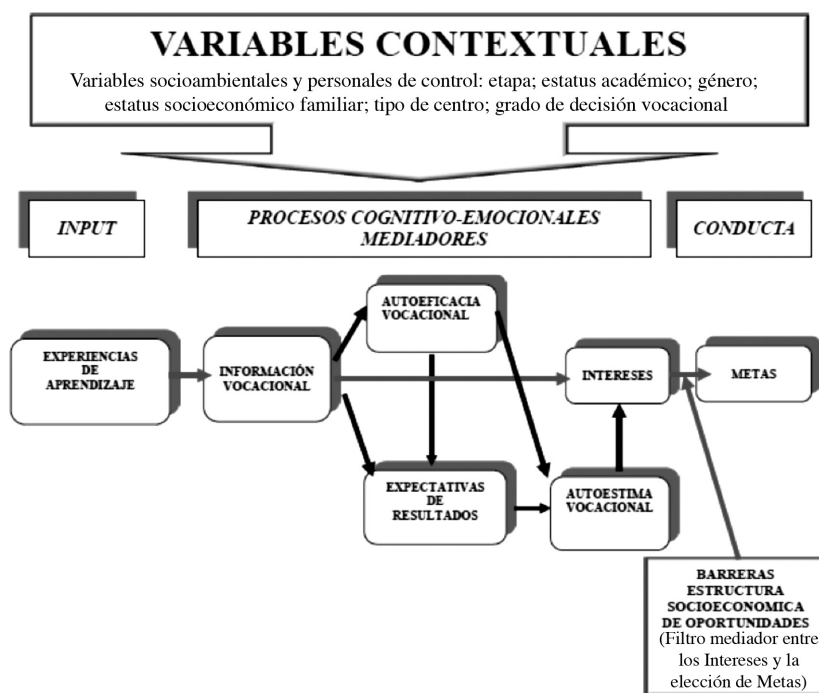 VARIABLES CONTEXTUALES
Variables socioambientales y personales de control: etapa; estatus académico; género;
estatus socioeconómico familiar; tipo de centro; grado de decisión vocacional
INPUT
PROCESOS COGNITIVO-EMOCIONALES
MEDIADORES
CONDUCTA
AUTOEFICACIA
VOCACIONAL
EXPERIENCIAS
DE
APRENDIZAJE
INFORMACIÓN
VOCACIONAL
INTERESES
METAS
EXPECTATIVAS
DE
RESULTADOS
AUTOESTIMA
VOCACIONAL
BARRERAS
ESTRUCTURA
SOCIOECONOMICA
DE OPORTUNIDADES
(Filtro mediador entre
los Intereses y la
elección de Metas)